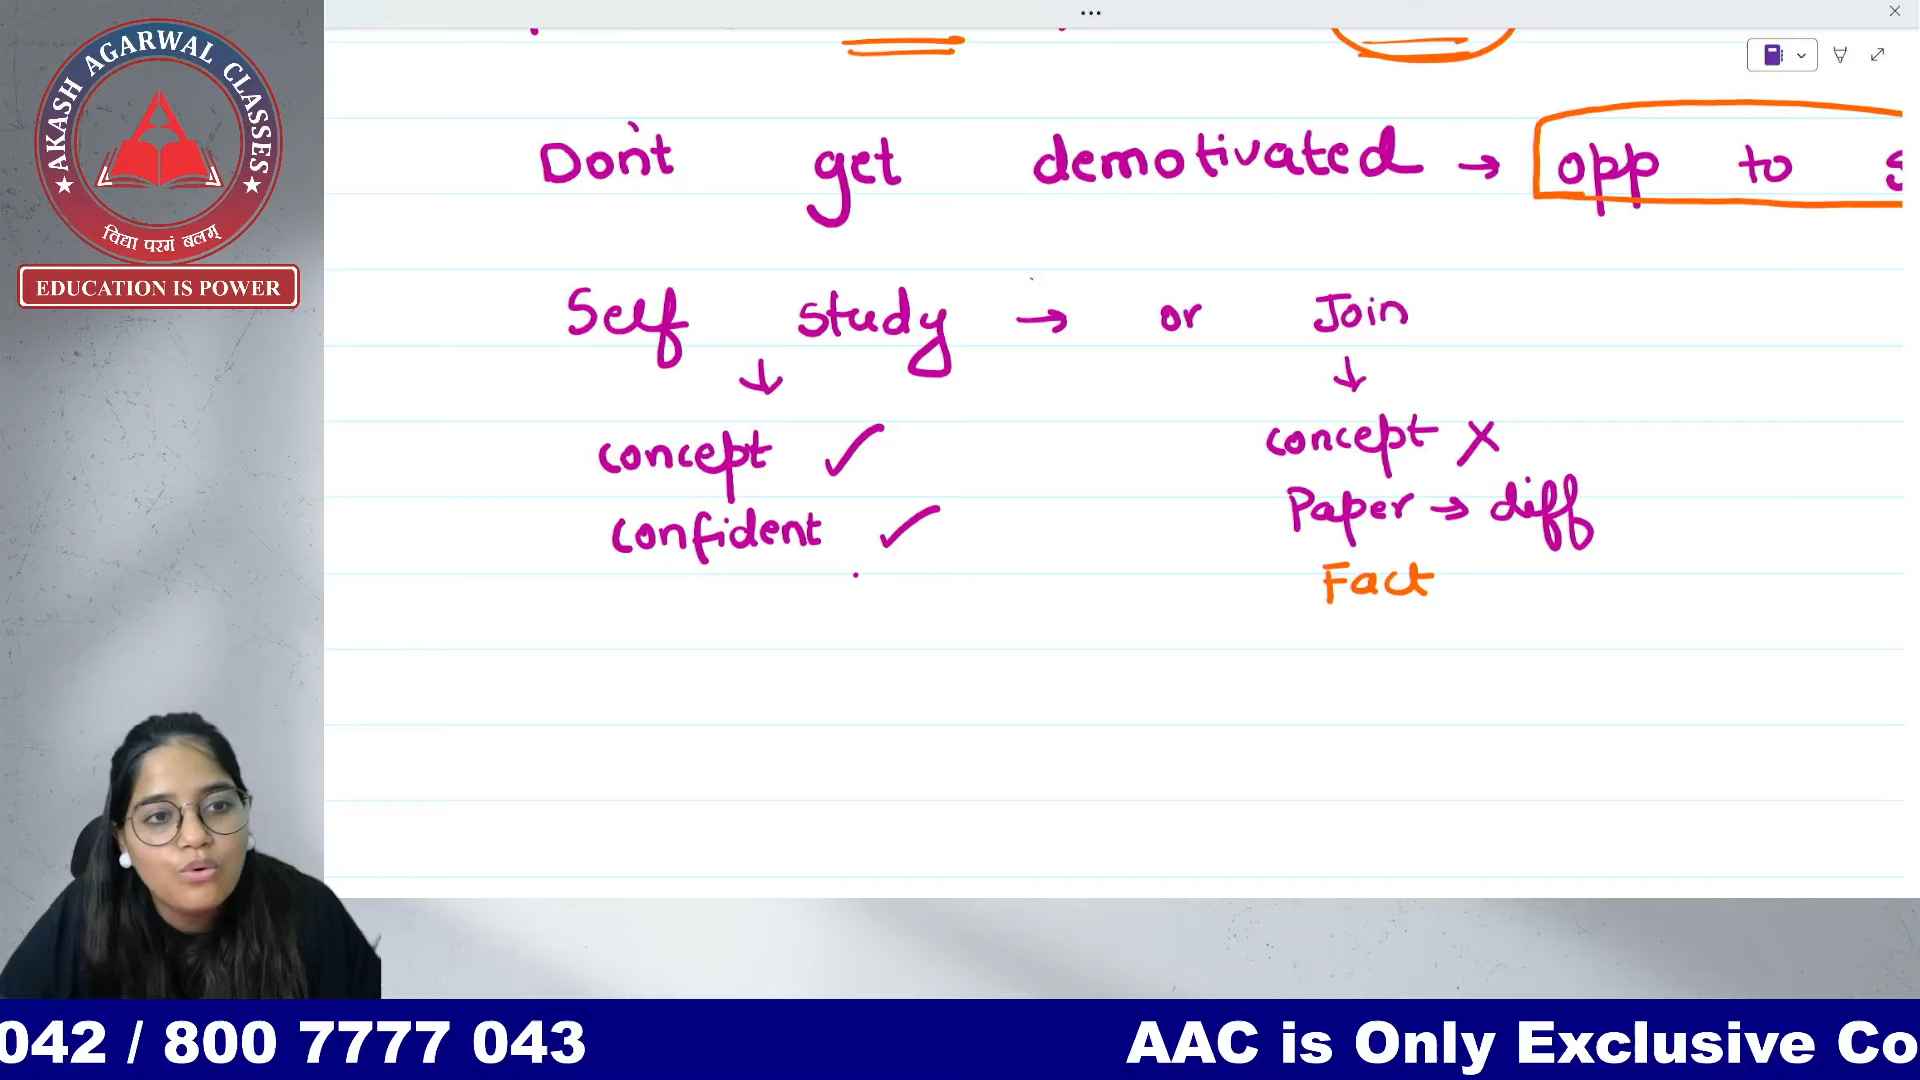 AKASH AGARWAL CLASSES
विद्या परमं बलम्
EDUCATION IS POWER
Don't get demotivated → opp to
Self study → or Join
↓ ↓
concept ✓ concept X
confident ✓ Paper → diff
Fact
042 / 800 7777 043 AAC is Only Exclusive Co